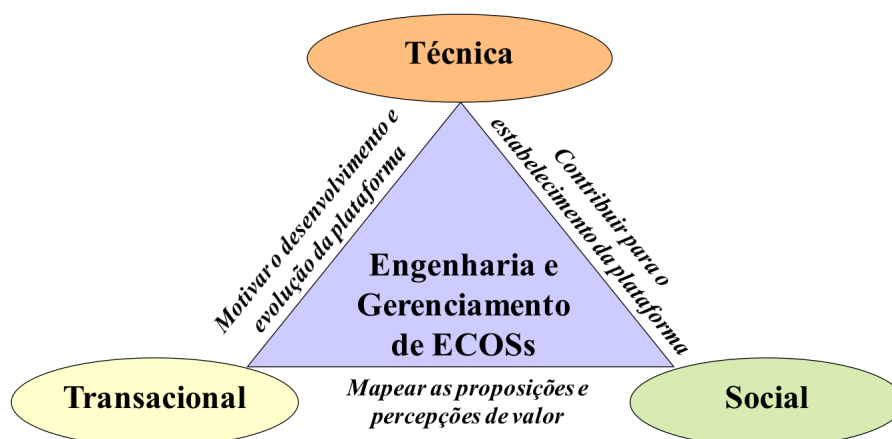 Técnica
Motivar o desenvolvimento e
evolução da plataforma
Contribuir para o
estabelecimento da plataforma
Engenharia e
Gerenciamento
de ECOSs
Transacional
Mapear as proposições e
percepções de valor
Social